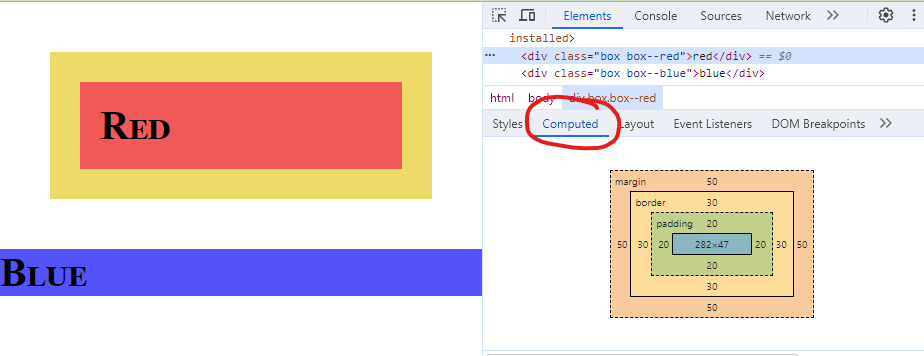 Red
Blue
Elements Console Sources Network
installed>
··· <div class="box box--red">red</div> == $0
<div class="box box--blue">blue</div>
html body div.box.box--red
Styles Computed Layout Event Listeners DOM Breakpoints
margin 50
border 30
padding 20
50 30 20 282×47 20 30 50
20
30
50